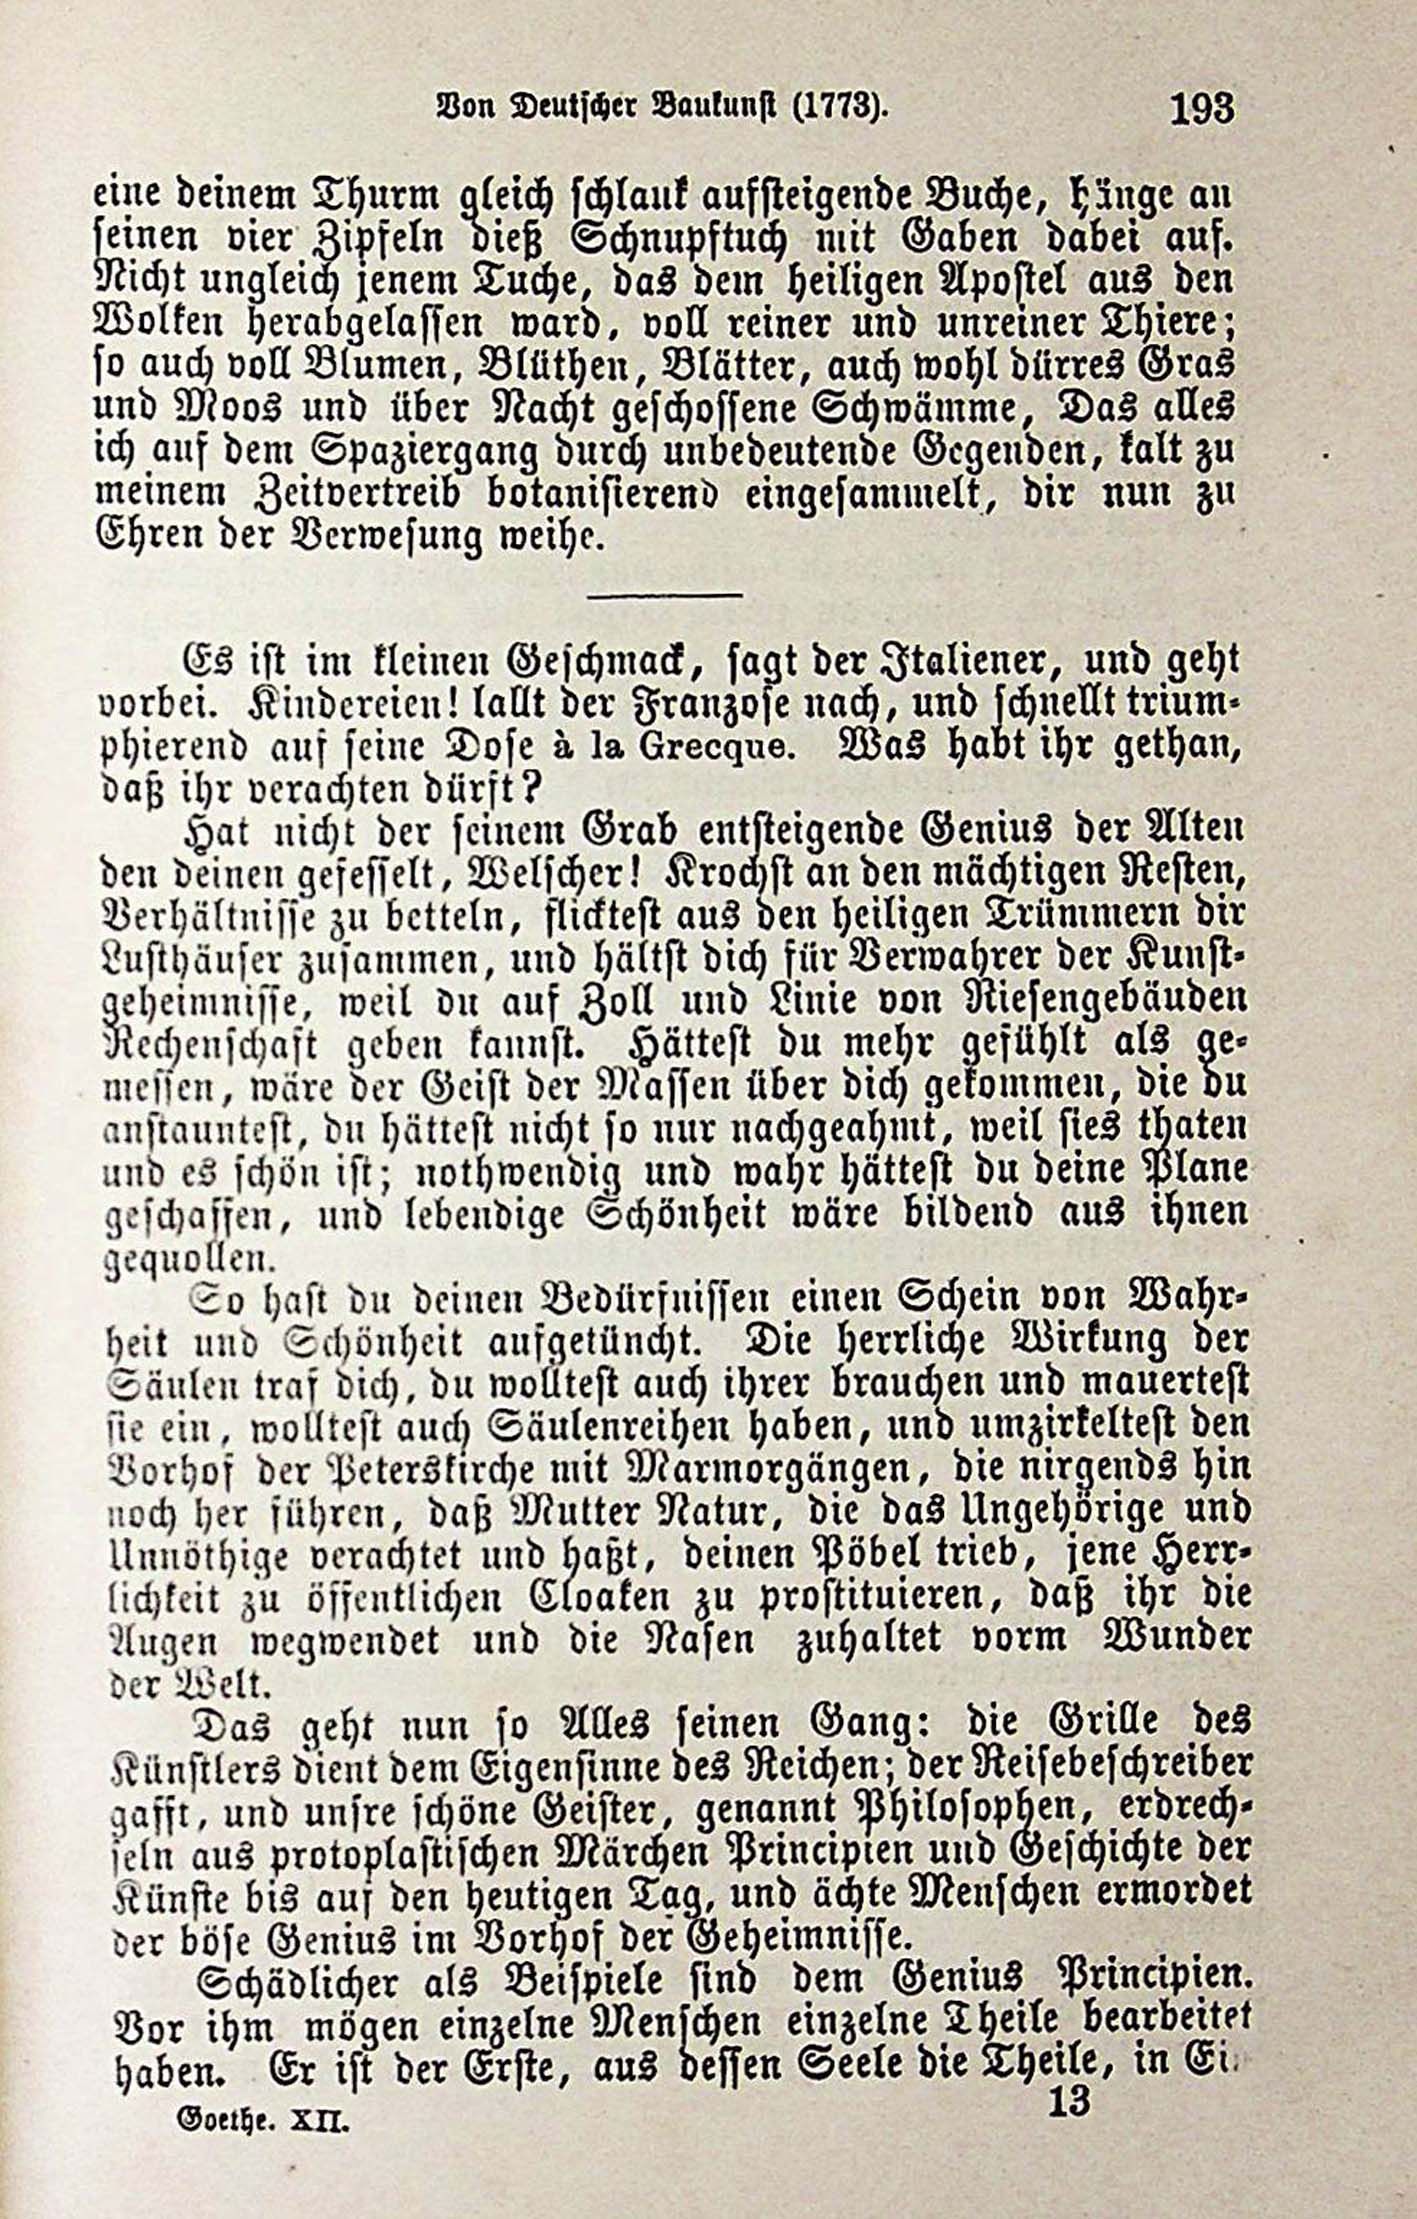 Von Deutscher Baukunst (1773). 193
eine deinem Thurm gleich schlank aufsteigende Buche, hänge an
seinen vier Zipfeln dieß Schnupftuch mit Gaben dabei auf.
Nicht ungleich jenem Tuche, das dem heiligen Apostel aus den
Wolken herabgelassen ward, voll reiner und unreiner Thiere;
so auch voll Blumen, Blüthen, Blätter, auch wohl dürres Gras
und Moos und über Nacht geschossene Schwämme, Das alles
ich auf dem Spaziergang durch unbedeutende Gegenden, kalt zu
meinem Zeitvertreib botanisierend eingesammelt, dir nun zu
Ehren der Verwesung weihe.
Es ist im kleinen Geschmack, sagt der Italiener, und geht
vorbei. Kindereien! lallt der Franzose nach, und schnellt trium-
phierend auf seine Dose à la Grecque. Was habt ihr gethan,
daß ihr verachten dürft?
Hat nicht der seinem Grab entsteigende Genius der Alten
den deinen gefesselt, Welscher! Krochst an den mächtigen Resten,
Verhältnisse zu betteln, flicktest aus den heiligen Trümmern dir
Lusthäuser zusammen, und hältst dich für Verwahrer der Kunst-
geheimnisse, weil du auf Zoll und Linie von Riesengebäuden
Rechenschaft geben kannst. Hättest du mehr gefühlt als ge-
messen, wäre der Geist der Massen über dich gekommen, die du
anstauntest, du hättest nicht so nur nachgeahmt, weil sies thaten
und es schön ist; nothwendig und wahr hättest du deine Plane
geschaffen, und lebendige Schönheit wäre bildend aus ihnen
gequollen.
So hast du deinen Bedürfnissen einen Schein von Wahr-
heit und Schönheit aufgetüncht. Die herrliche Wirkung der
Säulen traf dich, du wolltest auch ihrer brauchen und mauertest
sie ein, wolltest auch Säulenreihen haben, und umzirkeltest den
Vorhof der Peterskirche mit Marmorgängen, die nirgends hin
noch her führen, daß Mutter Natur, die das Ungehörige und
Unnöthige verachtet und haßt, deinen Pöbel trieb, jene Herr-
lichkeit zu öffentlichen Cloaken zu prostituieren, daß ihr die
Augen wegwendet und die Nasen zuhaltet vorm Wunder
der Welt.
Das geht nun so Alles seinen Gang: die Grille des
Künstlers dient dem Eigensinne des Reichen; der Reisebeschreiber
gafft, und unsre schöne Geister, genannt Philosophen, erdrech-
seln aus protoplastischen Märchen Principien und Geschichte der
Künste bis auf den heutigen Tag, und ächte Menschen ermordet
der böse Genius im Vorhof der Geheimnisse.
Schädlicher als Beispiele sind dem Genius Principien.
Vor ihm mögen einzelne Menschen einzelne Theile bearbeitet
haben. Er ist der Erste, aus dessen Seele die Theile, in Ei
Goethe. XII. 13